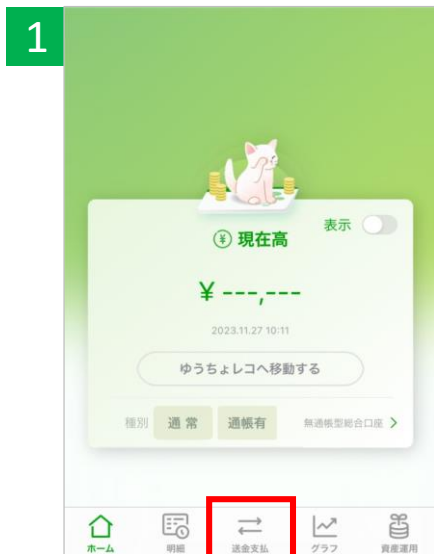 1
表示
¥ 現在高
¥ ---,---
2023.11.27 10:11
ゆうちょレコへ移動する
種別 通常 通帳有 無通帳型総合口座 >
ホーム 明細 送金支払 グラフ 資産運用